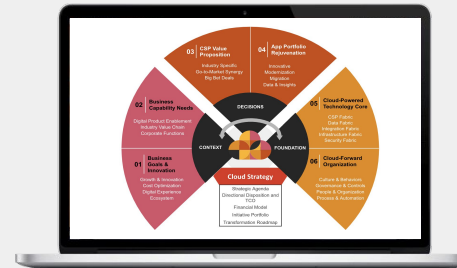 03
CSP Value
Proposition
Industry Specific
Go-to-Market Synergy
Big Bet Deals
04
App Portfolio
Rejuvenation
Innovative
Modernization
Migration
Data & Insights
02
Business
Capability Needs
Digital Product Enablement
Industry Value Chain
Corporate Functions
DECISIONS
05
Cloud-Powered
Technology Core
CSP Fabric
Data Fabric
Integration Fabric
Infrastructure Fabric
Security Fabric
CONTEXT
FOUNDATION
01
Business
Goals &
Innovation
Growth & Innovation
Cost Optimization
Digital Experience
Ecosystem
06
Cloud-Forward
Organization
Culture & Behaviors
Governance & Controls
People & Organization
Process & Automation
Cloud Strategy
Strategic Agenda
Directional Disposition and
TCO
Financial Model
Initiative Portfolio
Transformation Roadmap